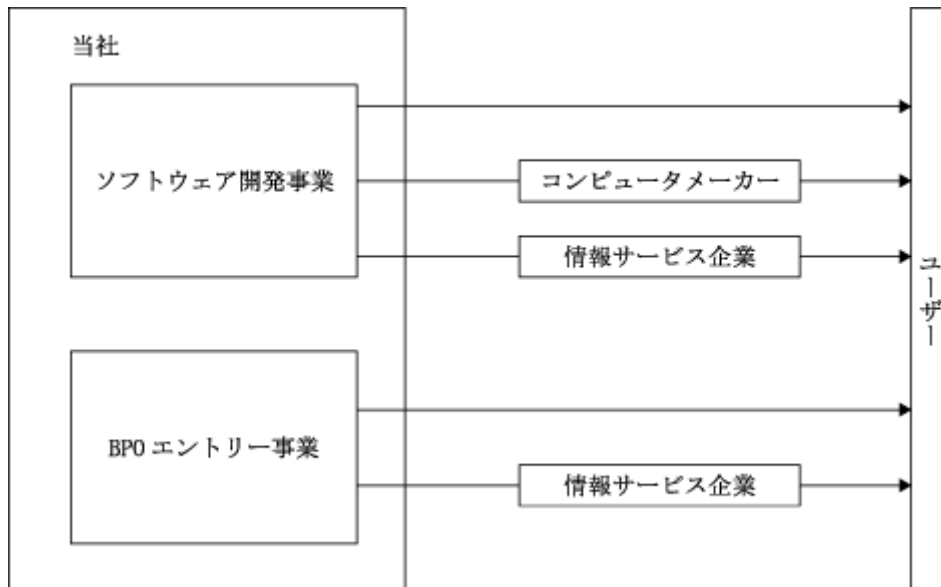 当社
ソフトウェア開発事業
コンピュータメーカー
情報サービス企業
ユーザー
BPOエントリー事業
情報サービス企業